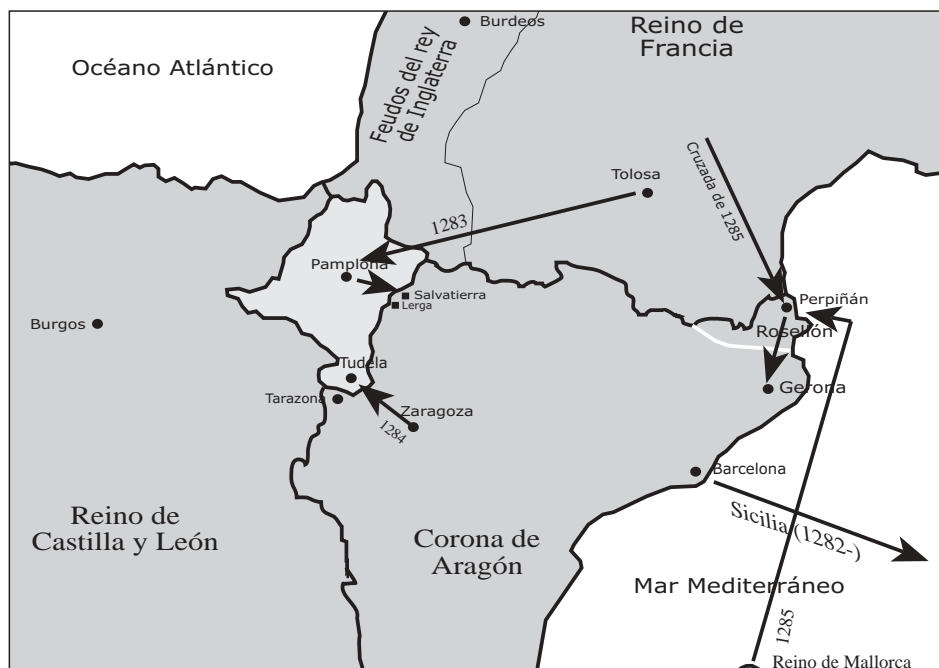 Burdeos
Reino de
Francia
Océano Atlántico
Feudos del rey
de Inglaterra
Cruzada de 1285
Tolosa
1283
Pamplona
Salvatierra
Lerga
Perpiñán
Burgos
Rosellón
Tudela
Gerona
Tarazona
Zaragoza
1284
Barcelona
Reino de
Castilla y León
Sicilia (1282-)
Corona de
Aragón
Mar Mediterráneo
1285
Reino de Mallorca